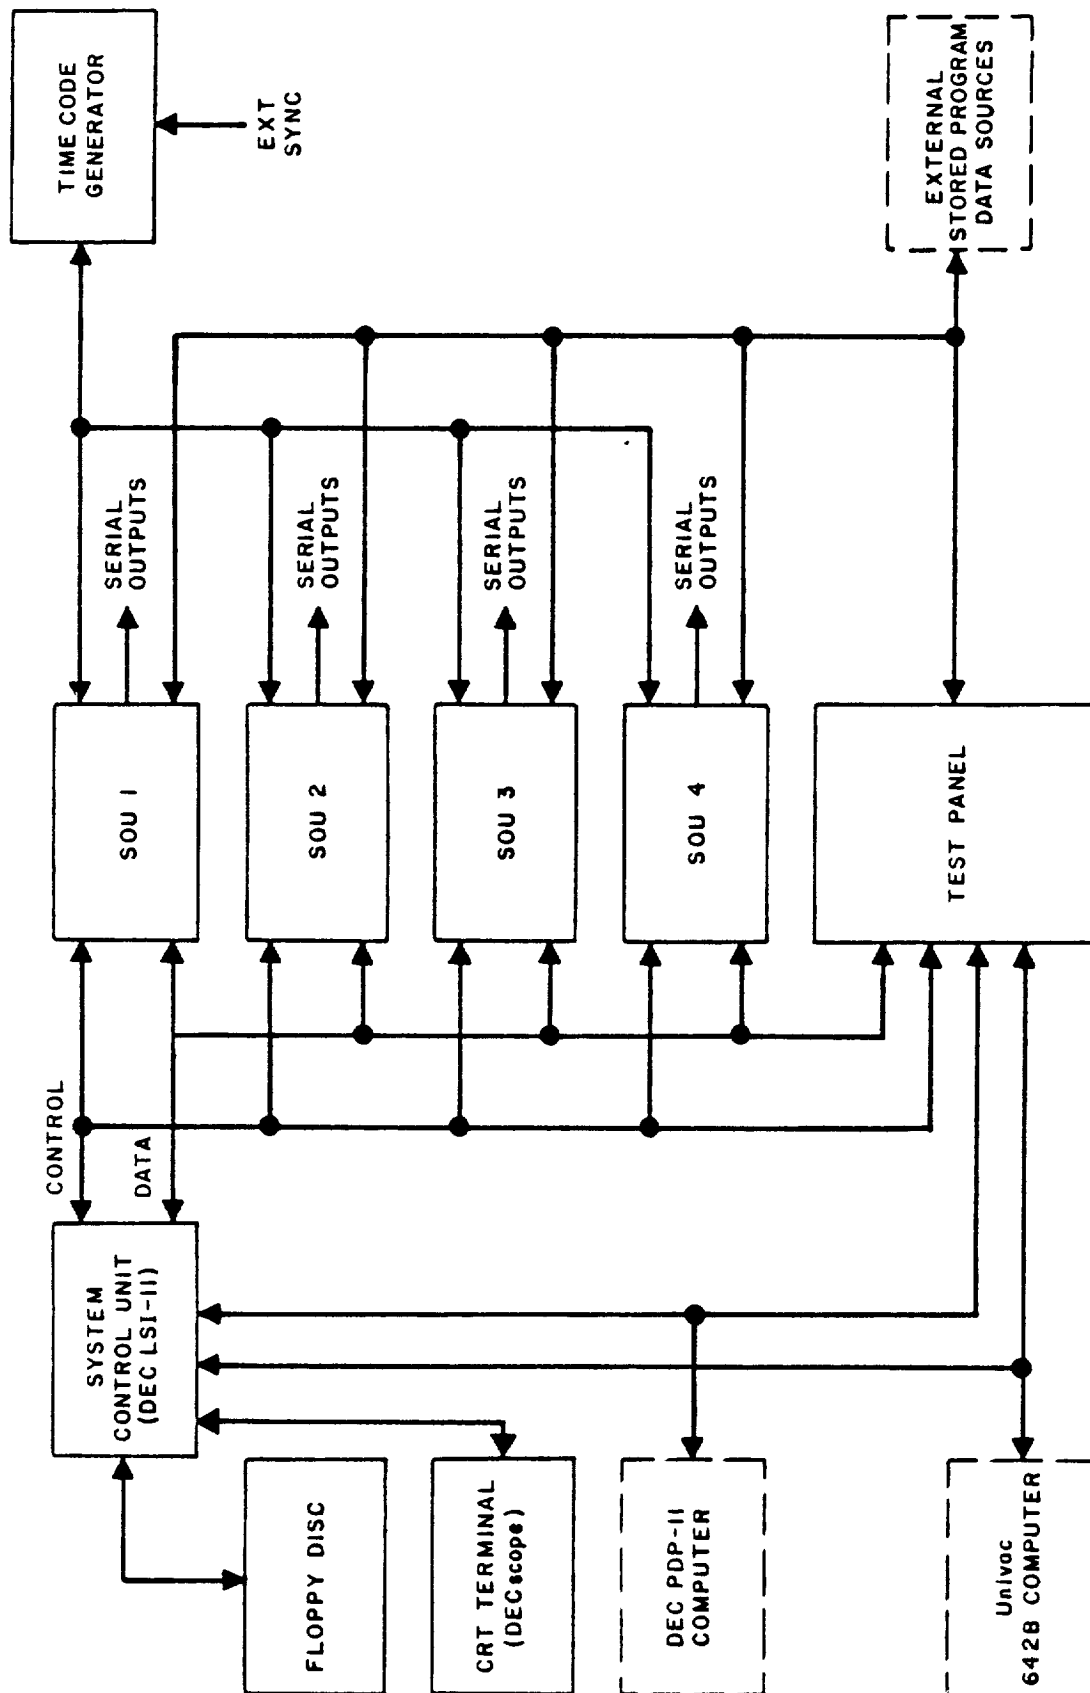 SYSTEM
CONTROL UNIT
(DEC LSI-11)
CONTROL
DATA
SOU 1
SERIAL
OUTPUTS
TIME CODE
GENERATOR
EXT
SYNC
FLOPPY DISC
SOU 2
SERIAL
OUTPUTS
CRT TERMINAL
(DECscope)
SOU 3
SERIAL
OUTPUTS
DEC PDP-11
COMPUTER
SOU 4
SERIAL
OUTPUTS
Univac
642B COMPUTER
TEST PANEL
EXTERNAL
STORED PROGRAM
DATA SOURCES